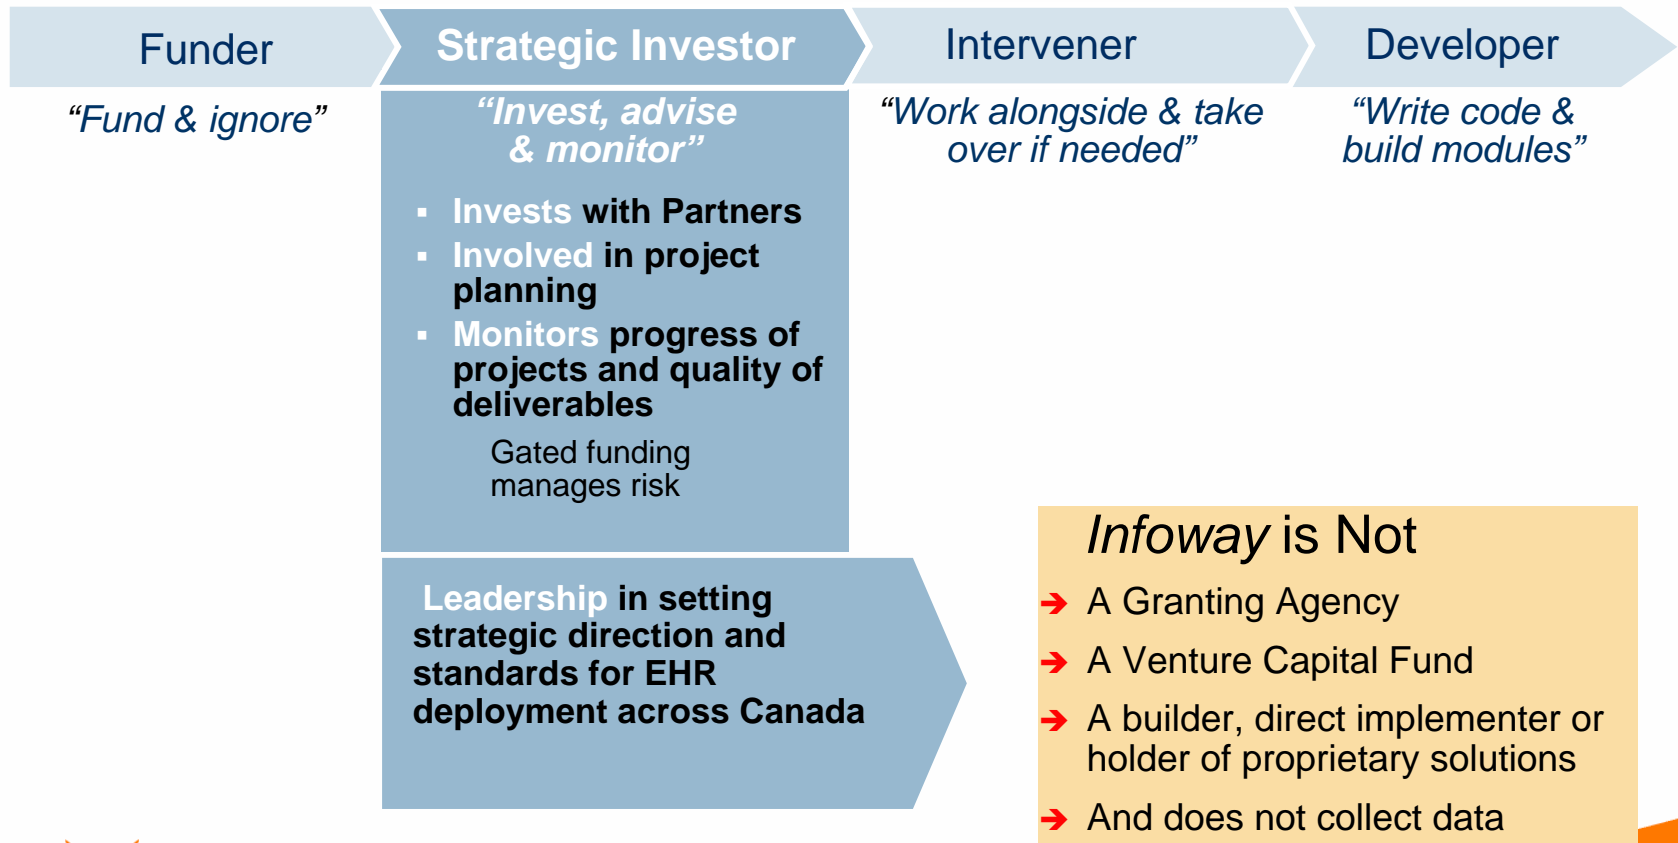 Funder
Strategic Investor
Intervener
Developer
“Fund & ignore”
“Invest, advise
& monitor”
“Work alongside & take
over if needed”
“Write code &
build modules”
▪ Invests with Partners
▪ Involved in project
planning
▪ Monitors progress of
projects and quality of
deliverables
Gated funding
manages risk
Leadership in setting
strategic direction and
standards for EHR
deployment across Canada
Infoway is Not
➔ A Granting Agency
➔ A Venture Capital Fund
➔ A builder, direct implementer or
holder of proprietary solutions
➔ And does not collect data